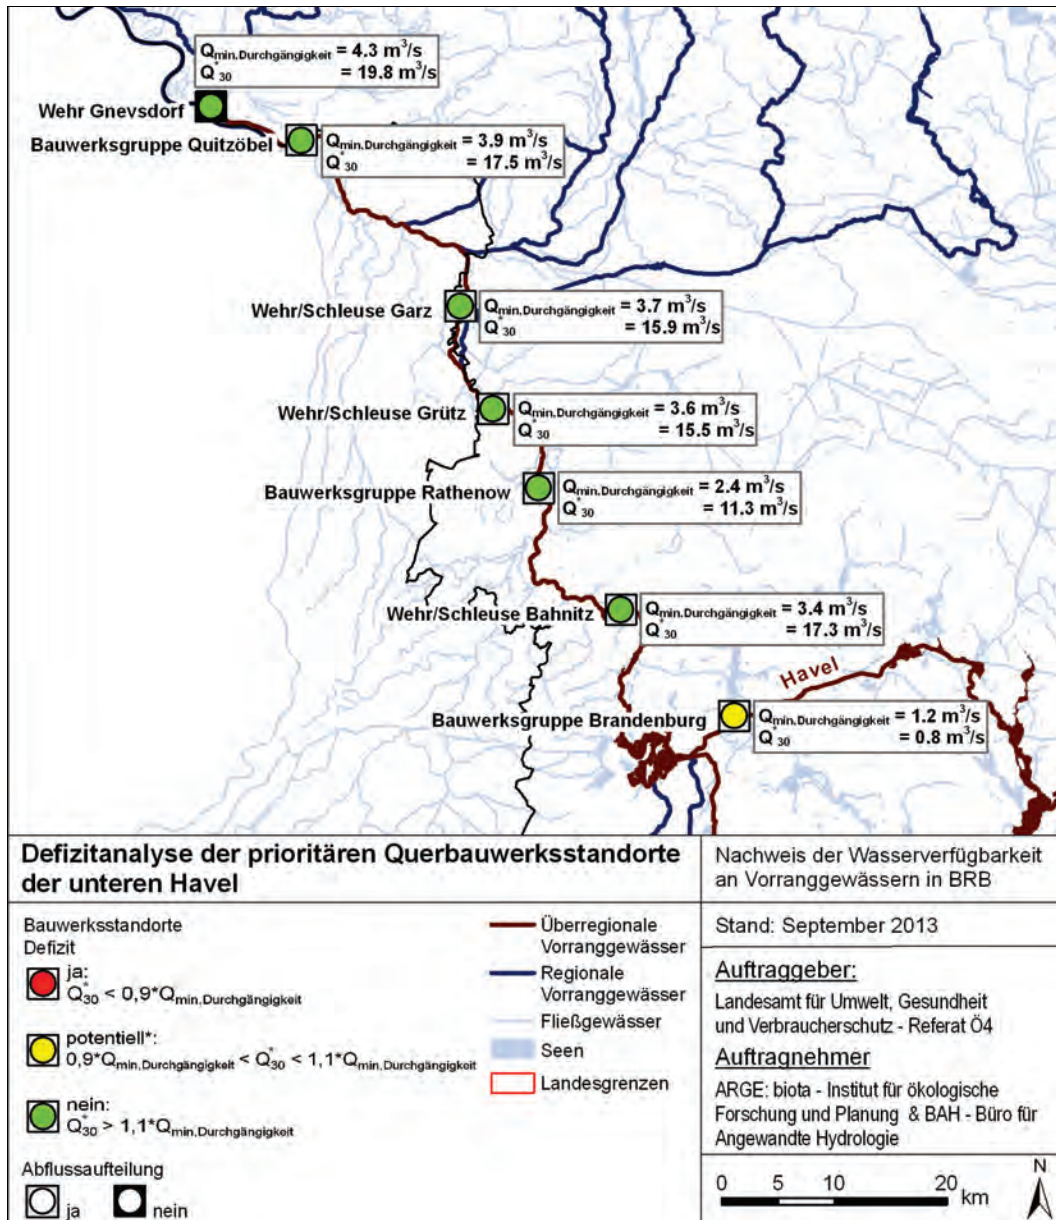 Qmin,Durchgängigkeit = 4.3 m³/s
Q*30 = 19.8 m³/s
Wehr Gnevsdorf
Bauwerksgruppe Quitzöbel
Qmin,Durchgängigkeit = 3.9 m³/s
Q*30 = 17.5 m³/s
Wehr/Schleuse Garz
Qmin,Durchgängigkeit = 3.7 m³/s
Q*30 = 15.9 m³/s
Wehr/Schleuse Grütz
Qmin,Durchgängigkeit = 3.6 m³/s
Q*30 = 15.5 m³/s
Bauwerksgruppe Rathenow
Qmin,Durchgängigkeit = 2.4 m³/s
Q*30 = 11.3 m³/s
Wehr/Schleuse Bahnitz
Qmin,Durchgängigkeit = 3.4 m³/s
Q*30 = 17.3 m³/s
Havel
Bauwerksgruppe Brandenburg
Qmin,Durchgängigkeit = 1.2 m³/s
Q*30 = 0.8 m³/s
Defizitanalyse der prioritären Querbauwerksstandorte
der unteren Havel
Bauwerksstandorte
Defizit
ja:
Q*30 < 0,9*Qmin,Durchgängigkeit
potentiell*:
0,9*Qmin,Durchgängigkeit < Q*30 < 1,1*Qmin,Durchgängigkeit
nein:
Q*30 > 1,1*Qmin,Durchgängigkeit
Abflussaufteilung
ja nein
Überregionale
Vorranggewässer
Regionale
Vorranggewässer
Fließgewässer
Seen
Landesgrenzen
Nachweis der Wasserverfügbarkeit
an Vorranggewässern in BRB
Stand: September 2013
Auftraggeber:
Landesamt für Umwelt, Gesundheit
und Verbraucherschutz - Referat Ö4
Auftragnehmer
ARGE: biota - Institut für ökologische
Forschung und Planung & BAH - Büro für
Angewandte Hydrologie
0 5 10 20 km
N